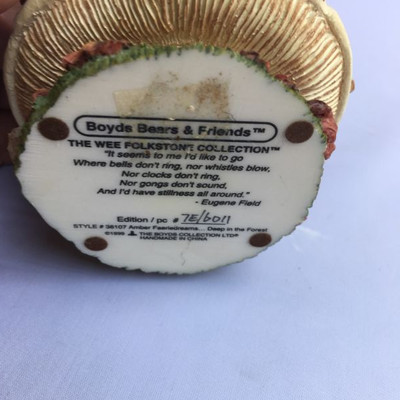 Boyds Bears & Friends™
THE WEE FOLKSTONE COLLECTION™
"It seems to me I'd like to go
Where bells don't ring, nor whistles blow,
Nor clocks don't ring,
Nor gongs don't sound,
And I'd have stillness all around."
- Eugene Field
Edition / pc # 7E/6011
STYLE # 36107 Amber Faeriedreams... Deep in the Forest
©1999 THE BOYDS COLLECTION LTD®
HANDMADE IN CHINA